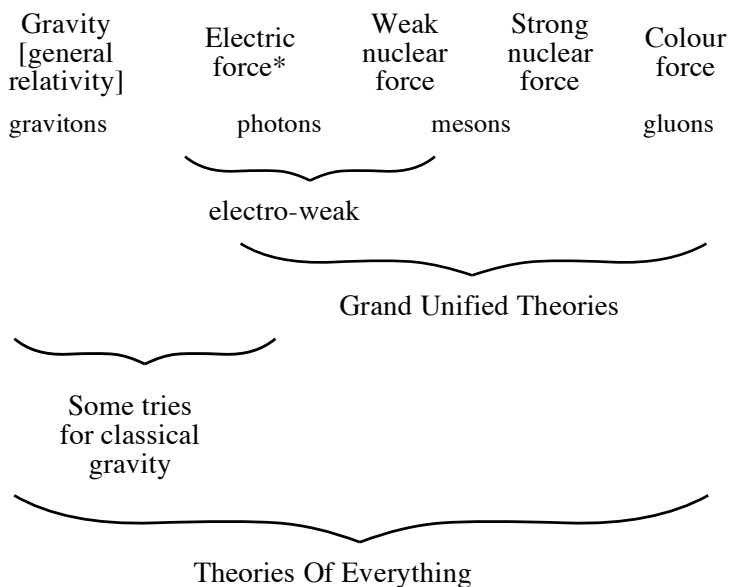 Gravity
[general
relativity]
Electric
force*
Weak
nuclear
force
Strong
nuclear
force
Colour
force
gravitons photons mesons gluons
electro-weak
Grand Unified Theories
Some tries
for classical
gravity
Theories Of Everything